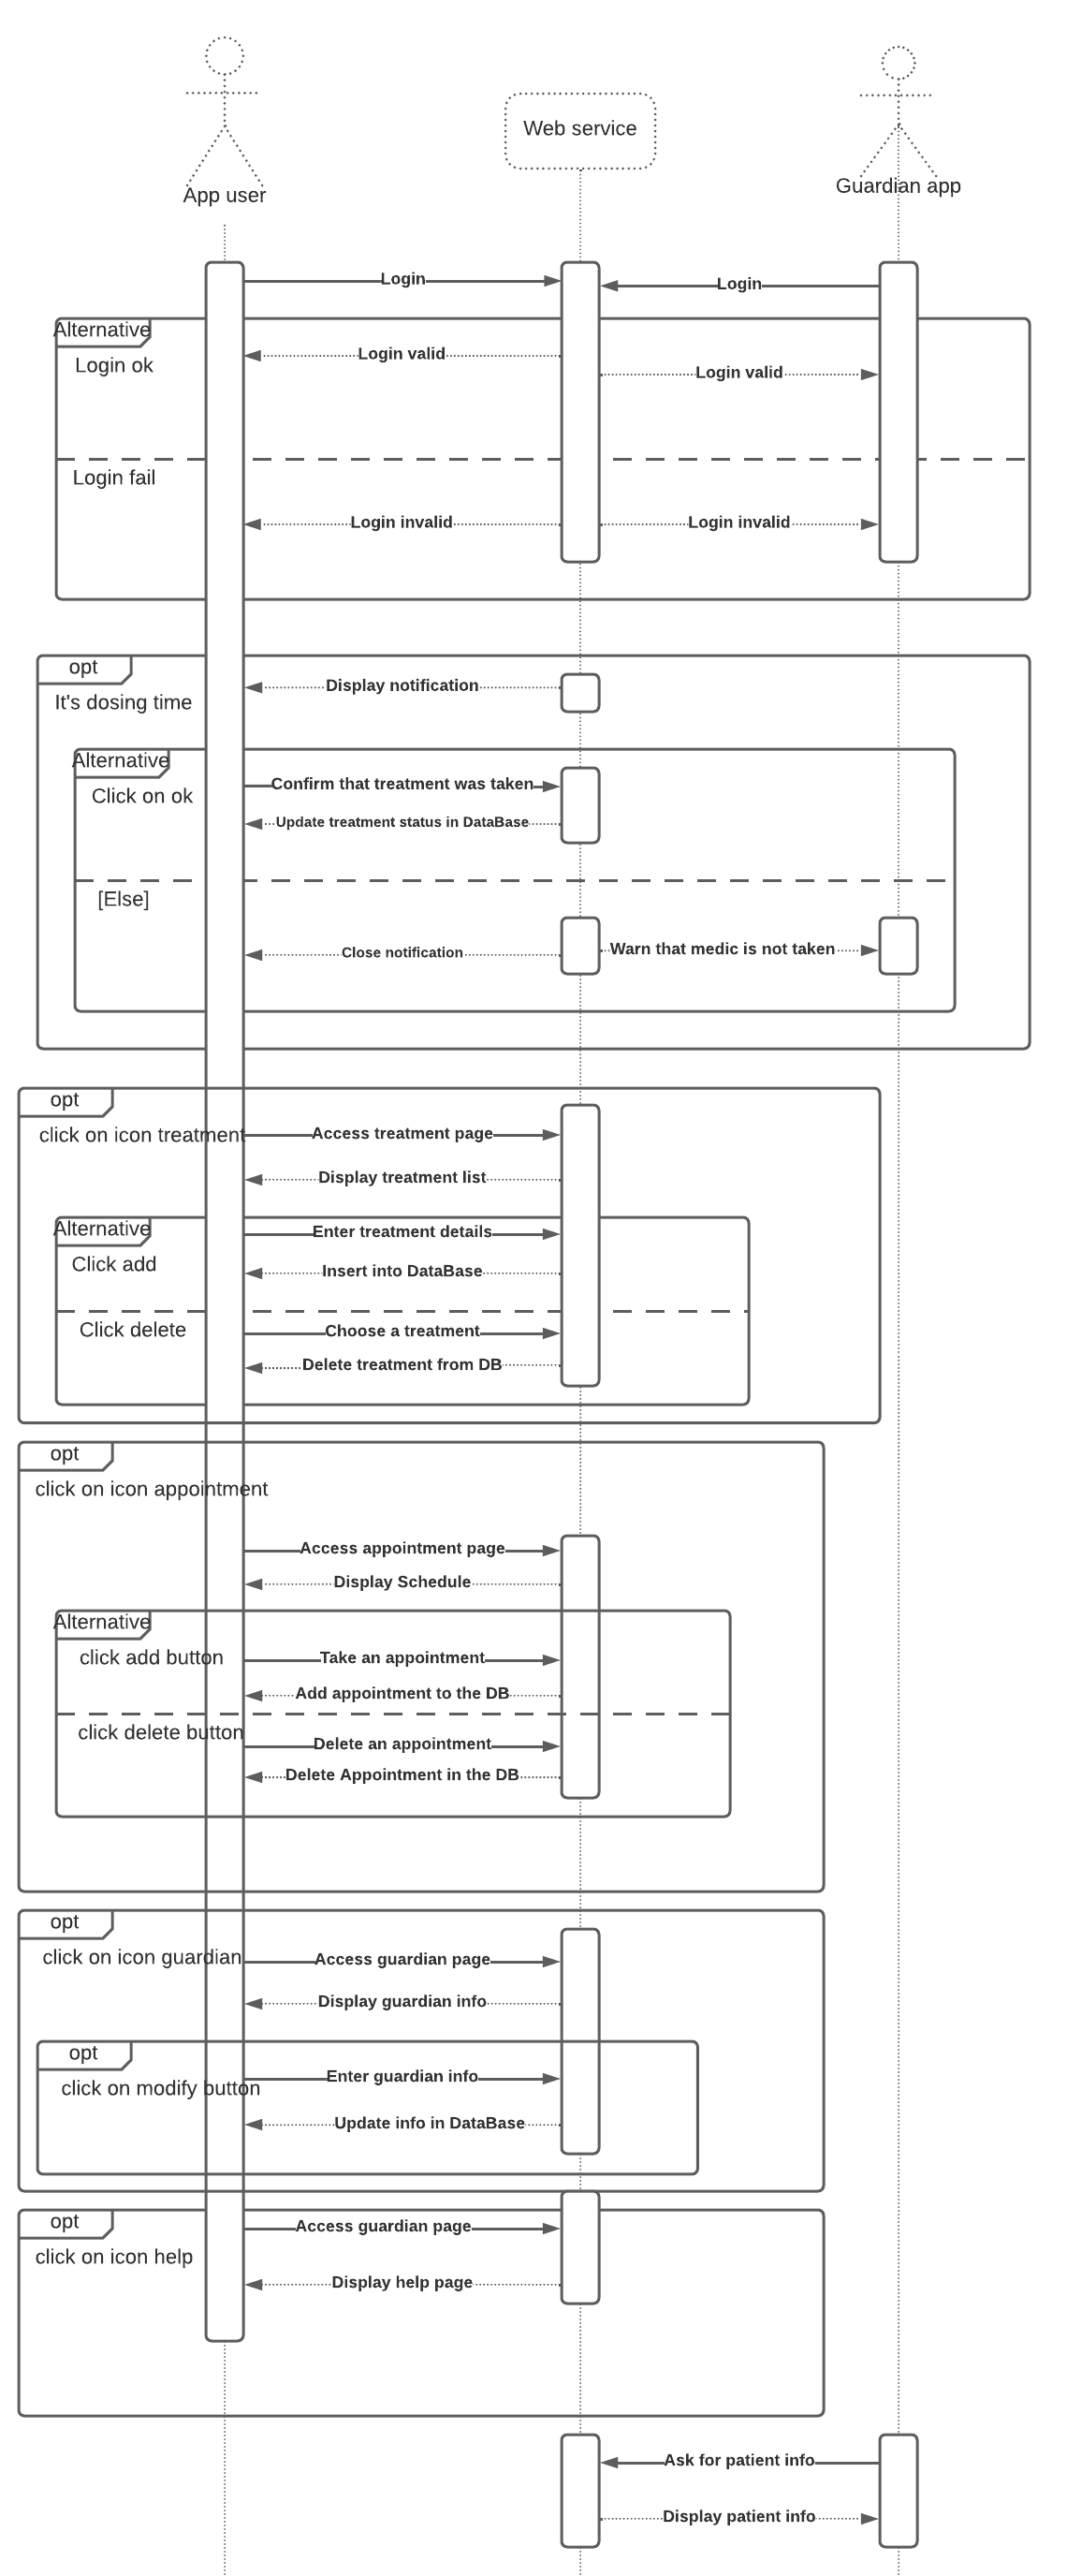 Web service
App user
Guardian app
Login
Login
Alternative
Login ok
Login valid
Login valid
Login fail
Login invalid
Login invalid
opt
It's dosing time
Display notification
Alternative
Click on ok
Confirm that treatment was taken
Update treatment status in DataBase
[Else]
Close notification
Warn that medic is not taken
opt
click on icon treatment
Access treatment page
Display treatment list
Alternative
Click add
Enter treatment details
Insert into DataBase
Click delete
Choose a treatment
Delete treatment from DB
opt
click on icon appointment
Access appointment page
Display Schedule
Alternative
click add button
Take an appointment
Add appointment to the DB
click delete button
Delete an appointment
Delete Appointment in the DB
opt
click on icon guardian
Access guardian page
Display guardian info
opt
click on modify button
Enter guardian info
Update info in DataBase
opt
click on icon help
Access guardian page
Display help page
Ask for patient info
Display patient info